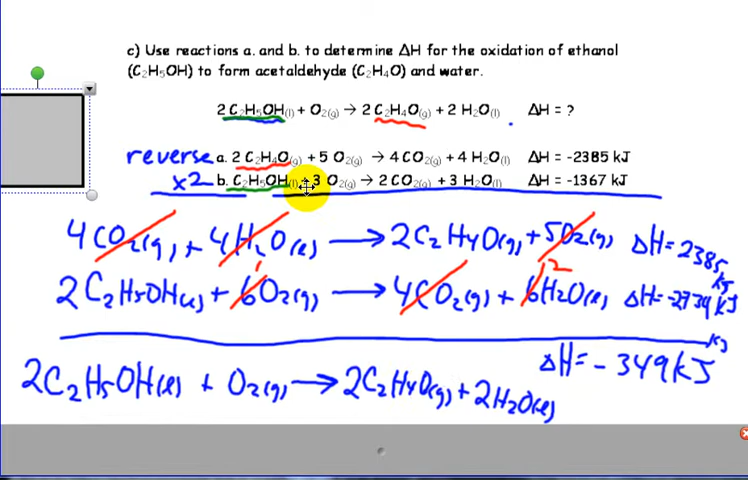 c) Use reactions a. and b. to determine ΔH for the oxidation of ethanol
(C₂H₅OH) to form acetaldehyde (C₂H₄O) and water.
2 C₂H₅OH(l) + O₂(g) → 2 C₂H₄O(g) + 2 H₂O(l) ΔH = ?
reverse a. 2 C₂H₄O(g) + 5 O₂(g) → 4 CO₂(g) + 4 H₂O(l) ΔH = -2385 kJ
x2 b. C₂H₅OH(l) + 3 O₂(g) → 2 CO₂(g) + 3 H₂O(l) ΔH = -1367 kJ
4CO₂(g) + 4H₂O(l) → 2C₂H₄O(g) + 5O₂(g) ΔH = 2385 kJ
2C₂H₅OH(l) + 6O₂(g) → 4CO₂(g) + 6H₂O(l) ΔH = -2734 kJ
1 2
kJ
ΔH = -349 kJ
2C₂H₅OH(l) + O₂(g) → 2C₂H₄O(g) + 2H₂O(l)